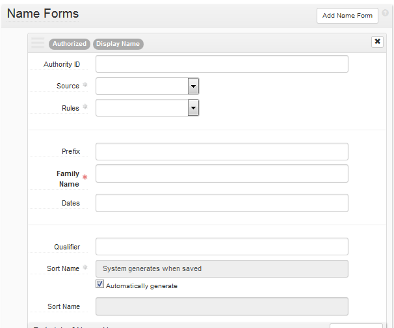 Name Forms
Add Name Form
Authorized Display Name
Authority ID
Source
Rules
Prefix
Family
Name
Dates
Qualifier
Sort Name System generates when saved
Automatically generate
Sort Name